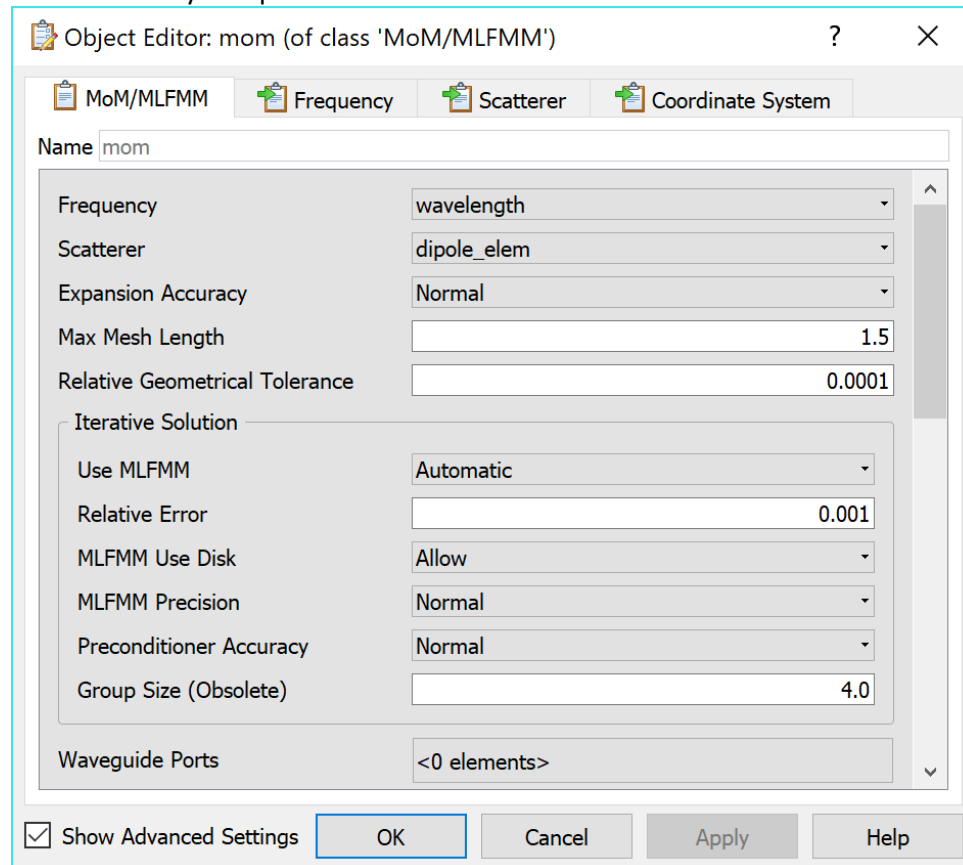 Object Editor: mom (of class 'MoM/MLFMM') ?
MoM/MLFMM Frequency Scatterer Coordinate System
Name mom
Frequency wavelength
Scatterer dipole_elem
Expansion Accuracy Normal
Max Mesh Length 1.5
Relative Geometrical Tolerance 0.0001
Iterative Solution
Use MLFMM Automatic
Relative Error 0.001
MLFMM Use Disk Allow
MLFMM Precision Normal
Preconditioner Accuracy Normal
Group Size (Obsolete) 4.0
Waveguide Ports <0 elements>
Show Advanced Settings OK Cancel Apply Help